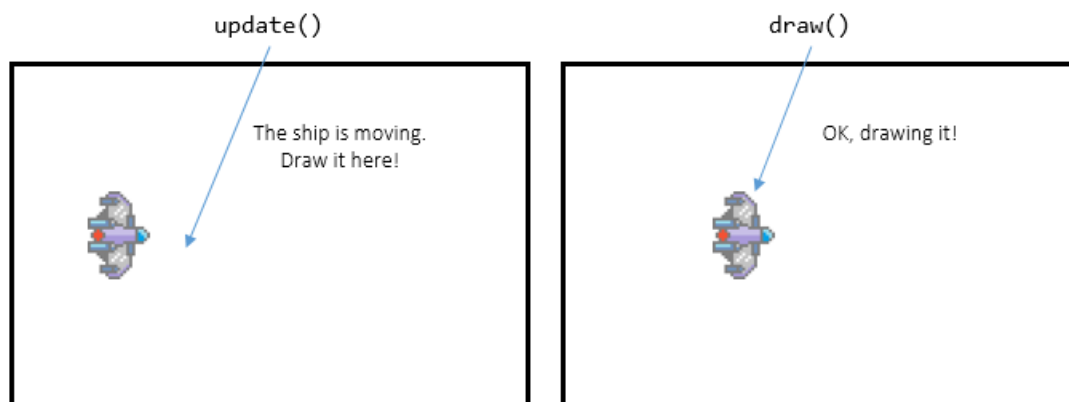 update()
draw()
The ship is moving.
Draw it here!
OK, drawing it!